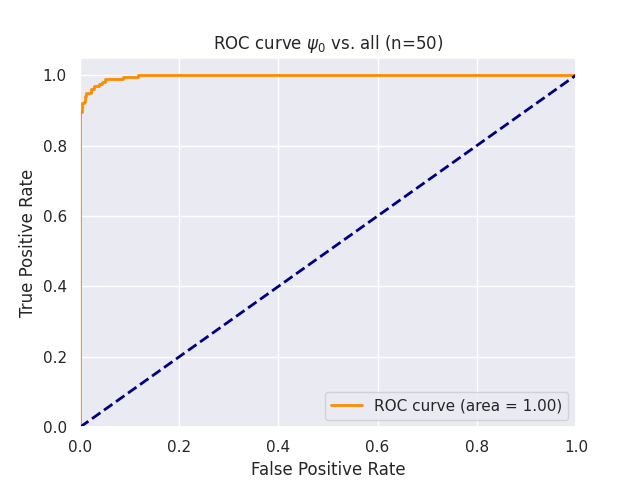 ROC curve ψ₀ vs. all (n=50)
True Positive Rate
1.0
0.8
0.6
0.4
0.2
0.0
0.0 0.2 0.4 0.6 0.8 1.0
False Positive Rate
ROC curve (area = 1.00)